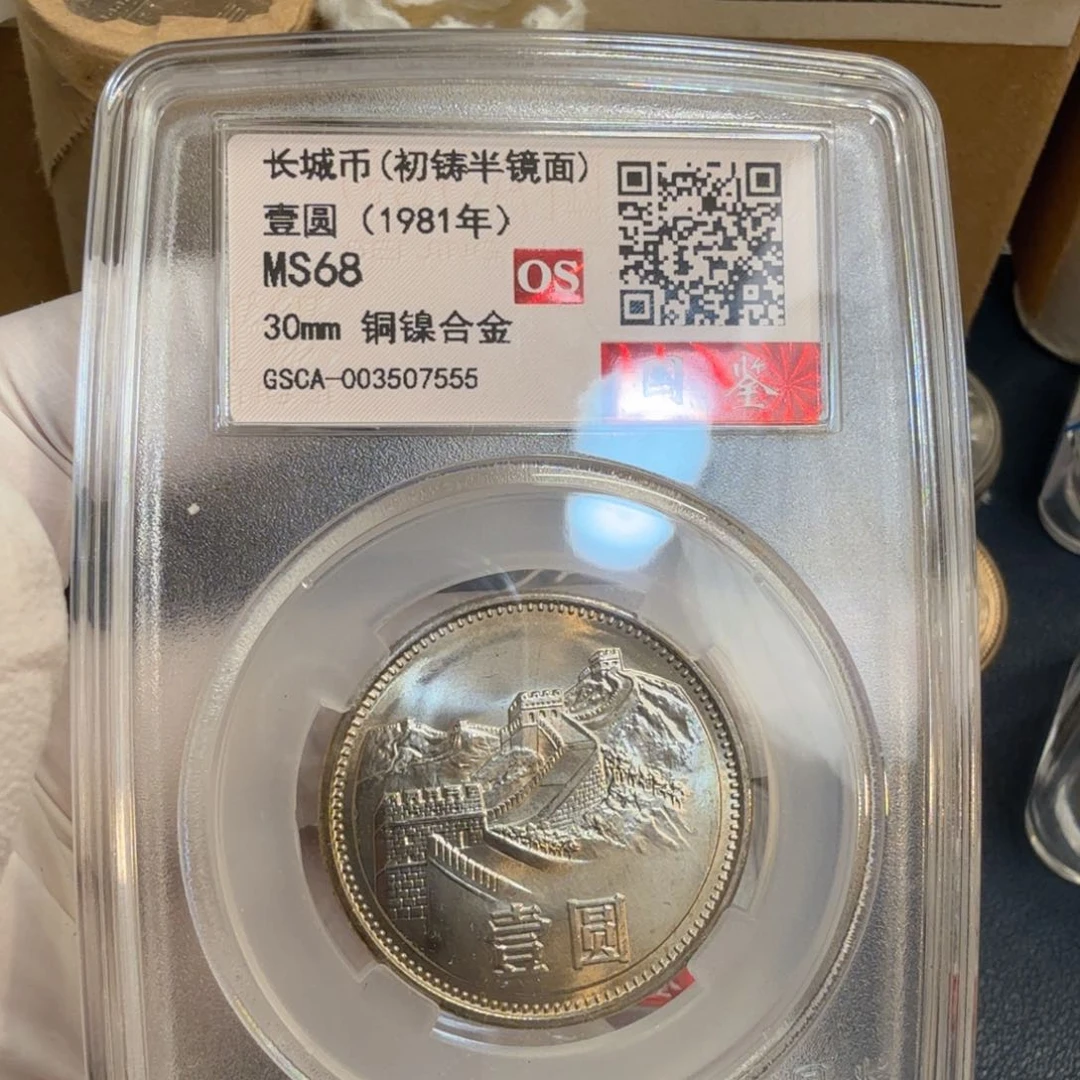 长城币(初铸半镜面)
壹圆 (1981年)
MS68
OS
30mm 铜镍合金
GSCA-003507555
国鉴
壹圆